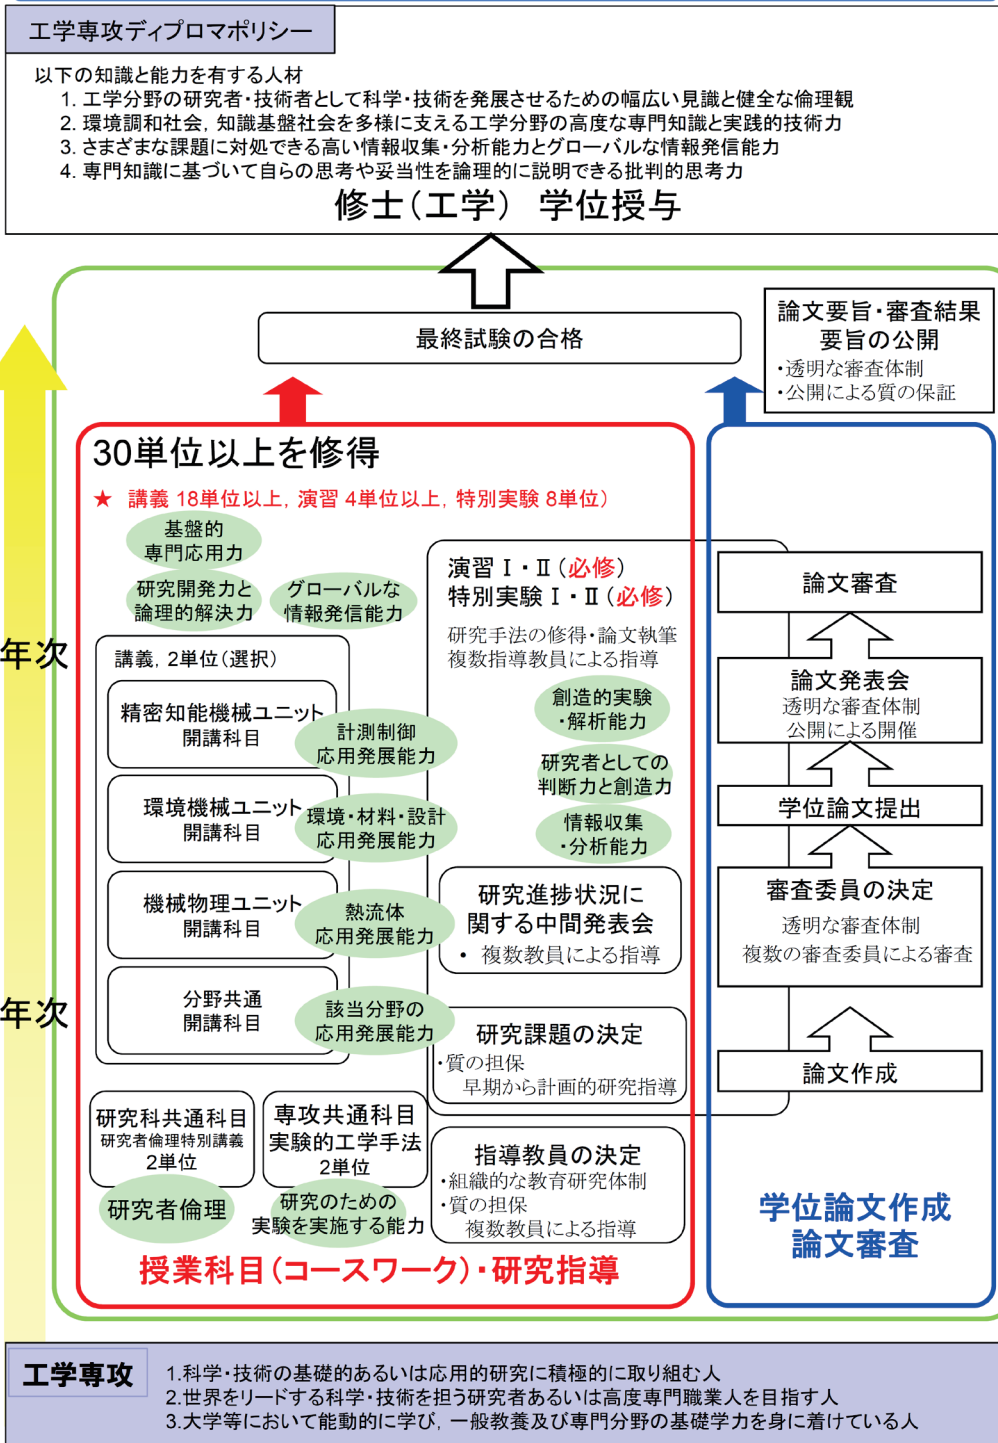 工学専攻ディプロマポリシー
以下の知識と能力を有する人材
1. 工学分野の研究者・技術者として科学・技術を発展させるための幅広い見識と健全な倫理観
2. 環境調和社会，知識基盤社会を多様に支える工学分野の高度な専門知識と実践的技術力
3. さまざまな課題に対処できる高い情報収集・分析能力とグローバルな情報発信能力
4. 専門知識に基づいて自らの思考や妥当性を論理的に説明できる批判的思考力
修士（工学） 学位授与
最終試験の合格
論文要旨・審査結果
要旨の公開
・透明な審査体制
・公開による質の保証
30単位以上を修得
★ 講義 18単位以上，演習 4単位以上，特別実験 8単位）
基盤的
専門応用力
研究開発力と
論理的解決力
グローバルな
情報発信能力
年次
講義，2単位（選択）
精密知能機械ユニット
開講科目
計測制御
応用発展能力
環境機械ユニット
開講科目
環境・材料・設計
応用発展能力
機械物理ユニット
開講科目
熱流体
応用発展能力
年次
分野共通
開講科目
該当分野の
応用発展能力
演習Ⅰ・Ⅱ（必修）
特別実験Ⅰ・Ⅱ（必修）
研究手法の修得・論文執筆
複数指導教員による指導
創造的実験
・解析能力
研究者としての
判断力と創造力
情報収集
・分析能力
研究進捗状況に
関する中間発表会
• 複数教員による指導
研究課題の決定
・質の担保
早期から計画的研究指導
研究科共通科目
研究者倫理特別講義
2単位
研究者倫理
専攻共通科目
実験的工学手法
2単位
研究のための
実験を実施する能力
指導教員の決定
・組織的な教育研究体制
・質の担保
複数教員による指導
授業科目（コースワーク）・研究指導
論文審査
論文発表会
透明な審査体制
公開による開催
学位論文提出
審査委員の決定
透明な審査体制
複数の審査委員による審査
論文作成
学位論文作成
論文審査
工学専攻
1.科学・技術の基礎的あるいは応用的研究に積極的に取り組む人
2.世界をリードする科学・技術を担う研究者あるいは高度専門職業人を目指す人
3.大学等において能動的に学び，一般教養及び専門分野の基礎学力を身に着けている人